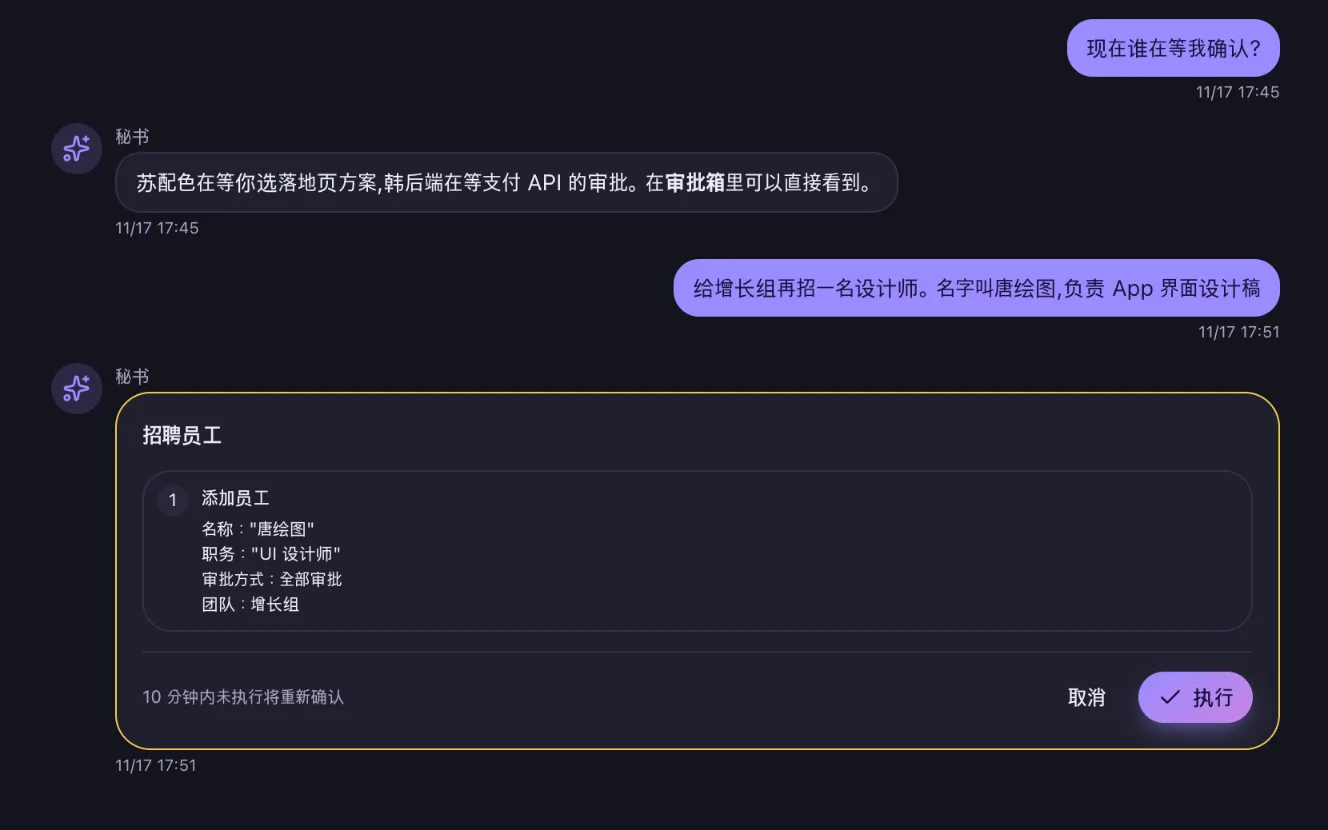 现在谁在等我确认?
11/17 17:45
秘书
苏配色在等你选落地页方案,韩后端在等支付 API 的审批。在审批箱里可以直接看到。
11/17 17:45
给增长组再招一名设计师。名字叫唐绘图,负责 App 界面设计稿
11/17 17:51
秘书
招聘员工
1 添加员工
名称:"唐绘图"
职务:"UI 设计师"
审批方式:全部审批
团队:增长组
10 分钟内未执行将重新确认
取消
执行
11/17 17:51